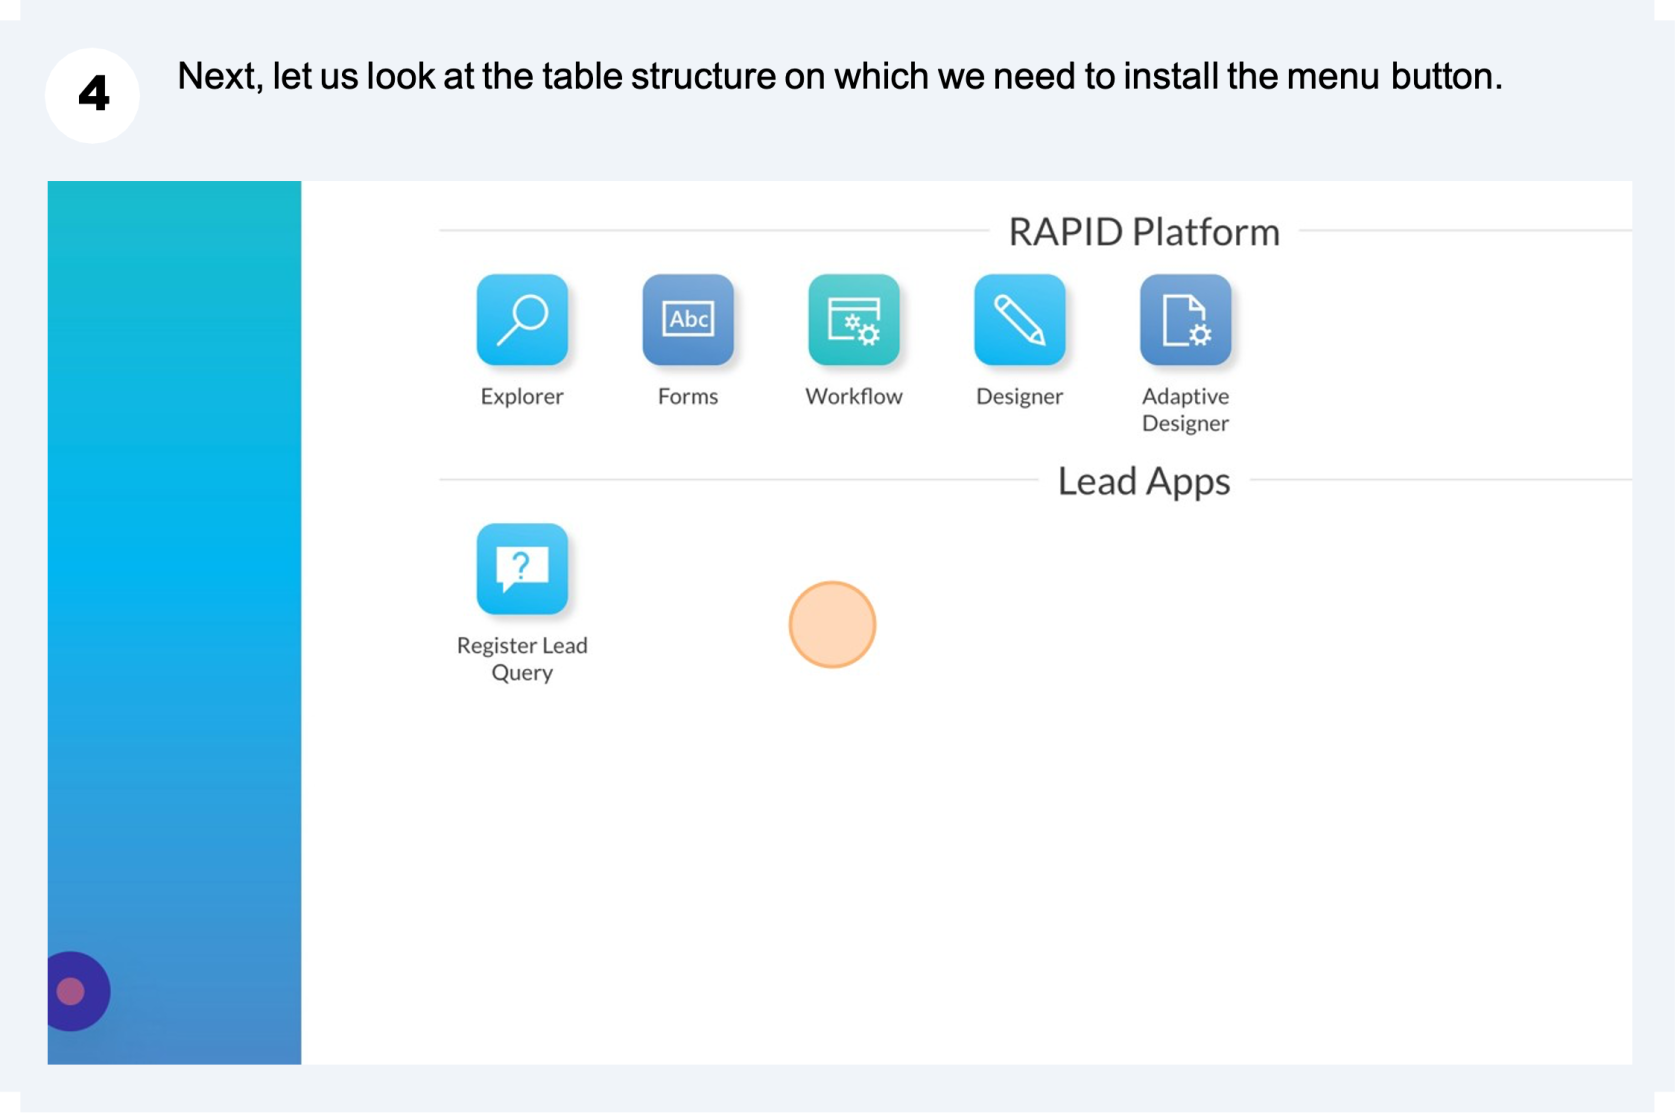 4
Next, let us look at the table structure on which we need to install the menu button.
RAPID Platform
Abc
Explorer
Forms
Workflow
Designer
Adaptive
Designer
Lead Apps
?
Register Lead
Query